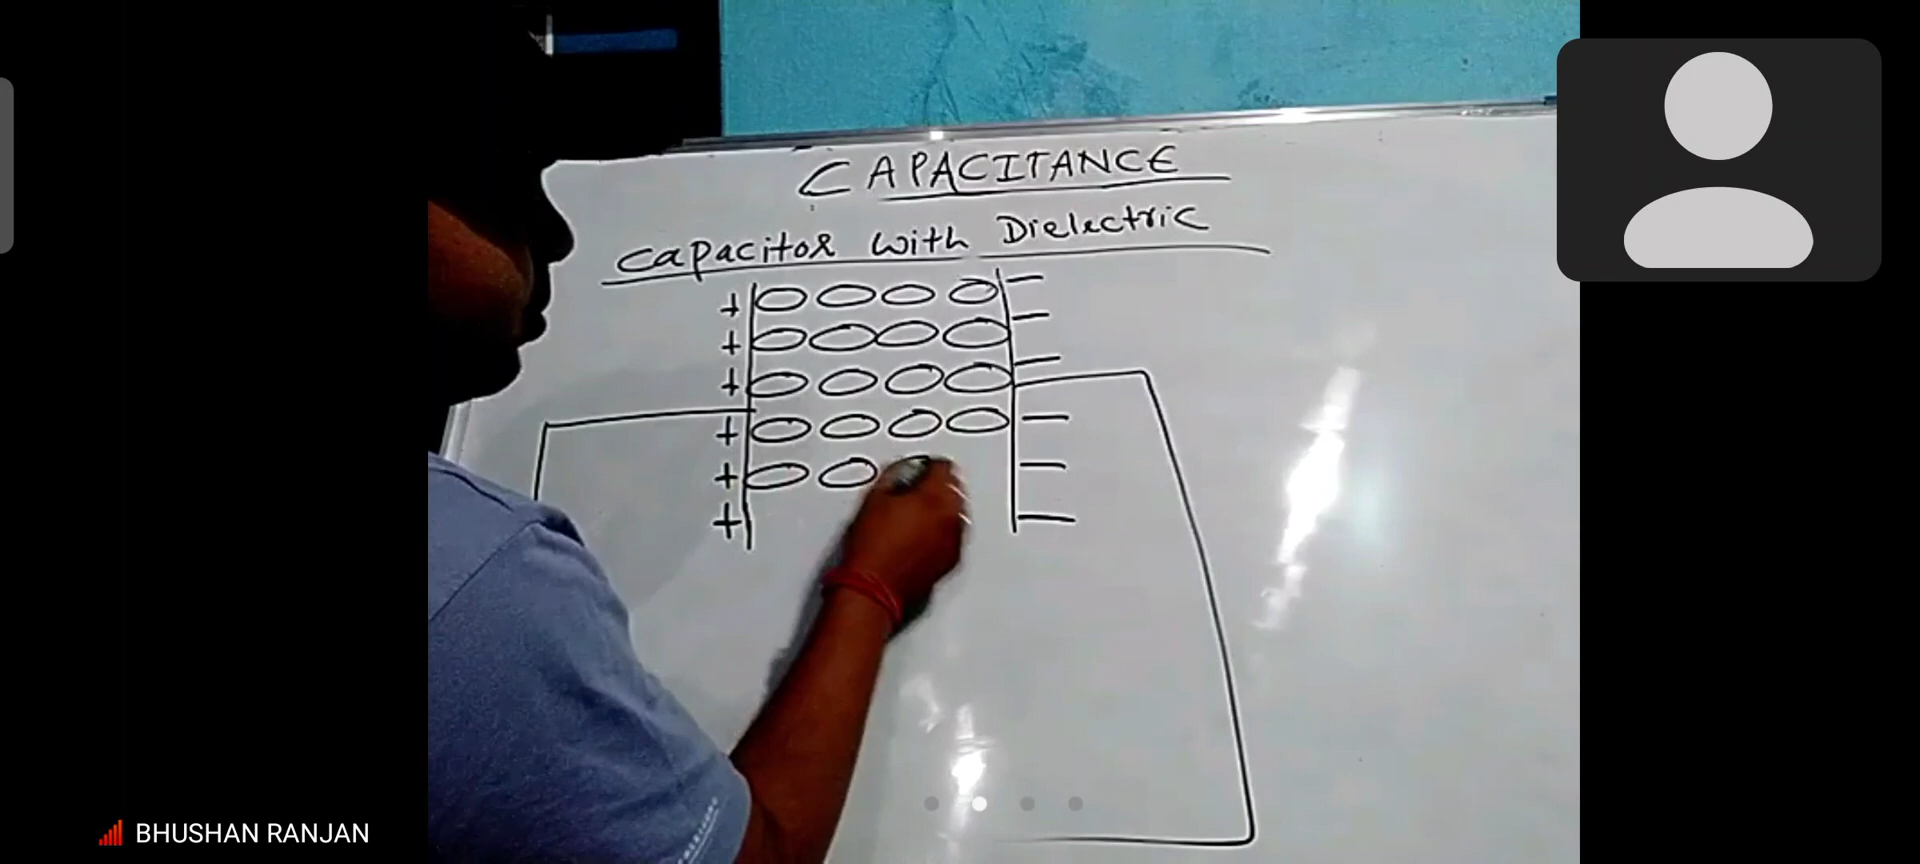 CAPACITANCE
Capacitor with Dielectric
+ −
+ −
+ −
+ −
+ −
+ −
BHUSHAN RANJAN